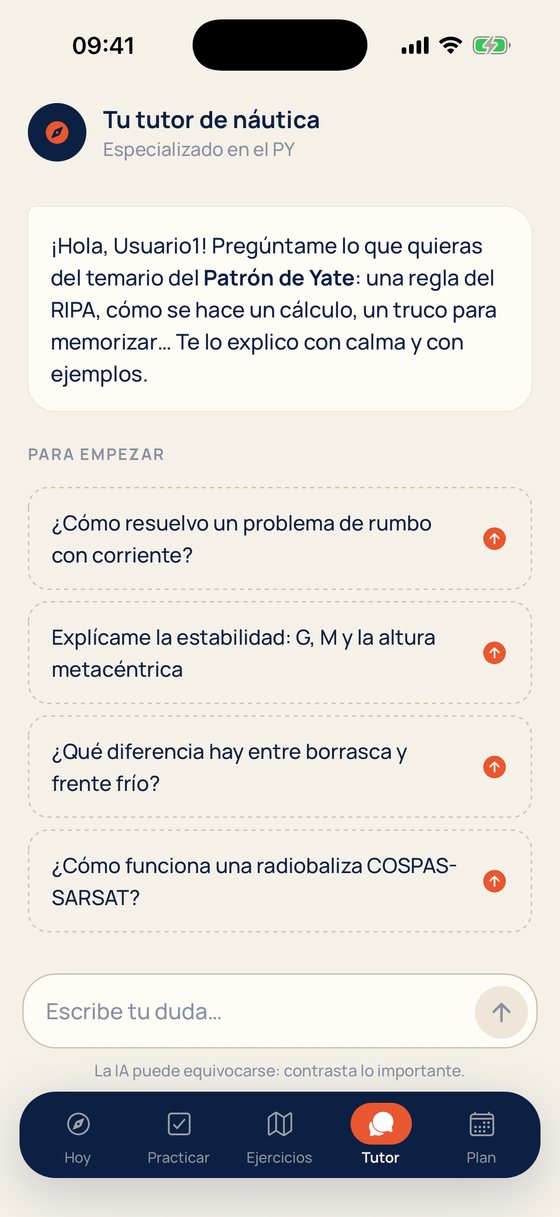 09:41
Tu tutor de náutica
Especializado en el PY
¡Hola, Usuario1! Pregúntame lo que quieras
del temario del Patrón de Yate: una regla del
RIPA, cómo se hace un cálculo, un truco para
memorizar... Te lo explico con calma y con
ejemplos.
PARA EMPEZAR
¿Cómo resuelvo un problema de rumbo
con corriente?
Explícame la estabilidad: G, M y la altura
metacéntrica
¿Qué diferencia hay entre borrasca y
frente frío?
¿Cómo funciona una radiobaliza COSPAS-
SARSAT?
Escribe tu duda...
La IA puede equivocarse: contrasta lo importante.
Hoy Practicar Ejercicios Tutor Plan